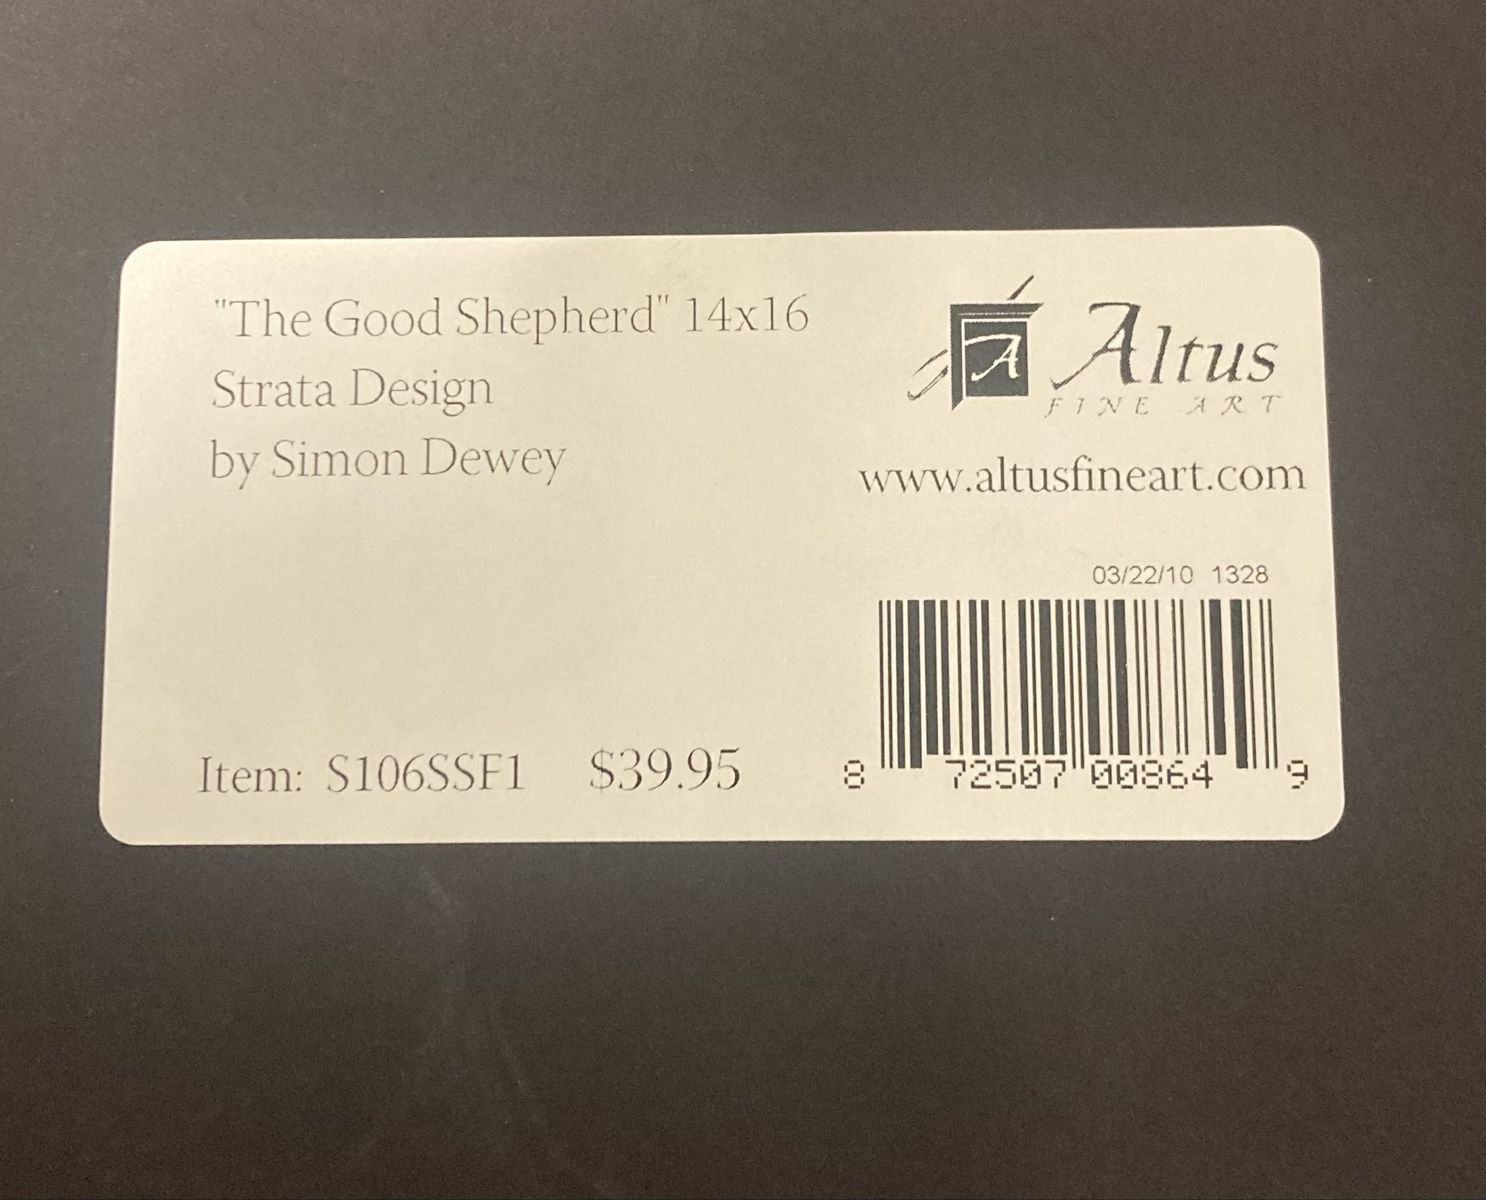 "The Good Shepherd" 14x16
Strata Design
by Simon Dewey
A Altus
FINE ART
www.altusfineart.com
03/22/10 1328
8 72507 00864 9
Item: S106SSF1 $39.95